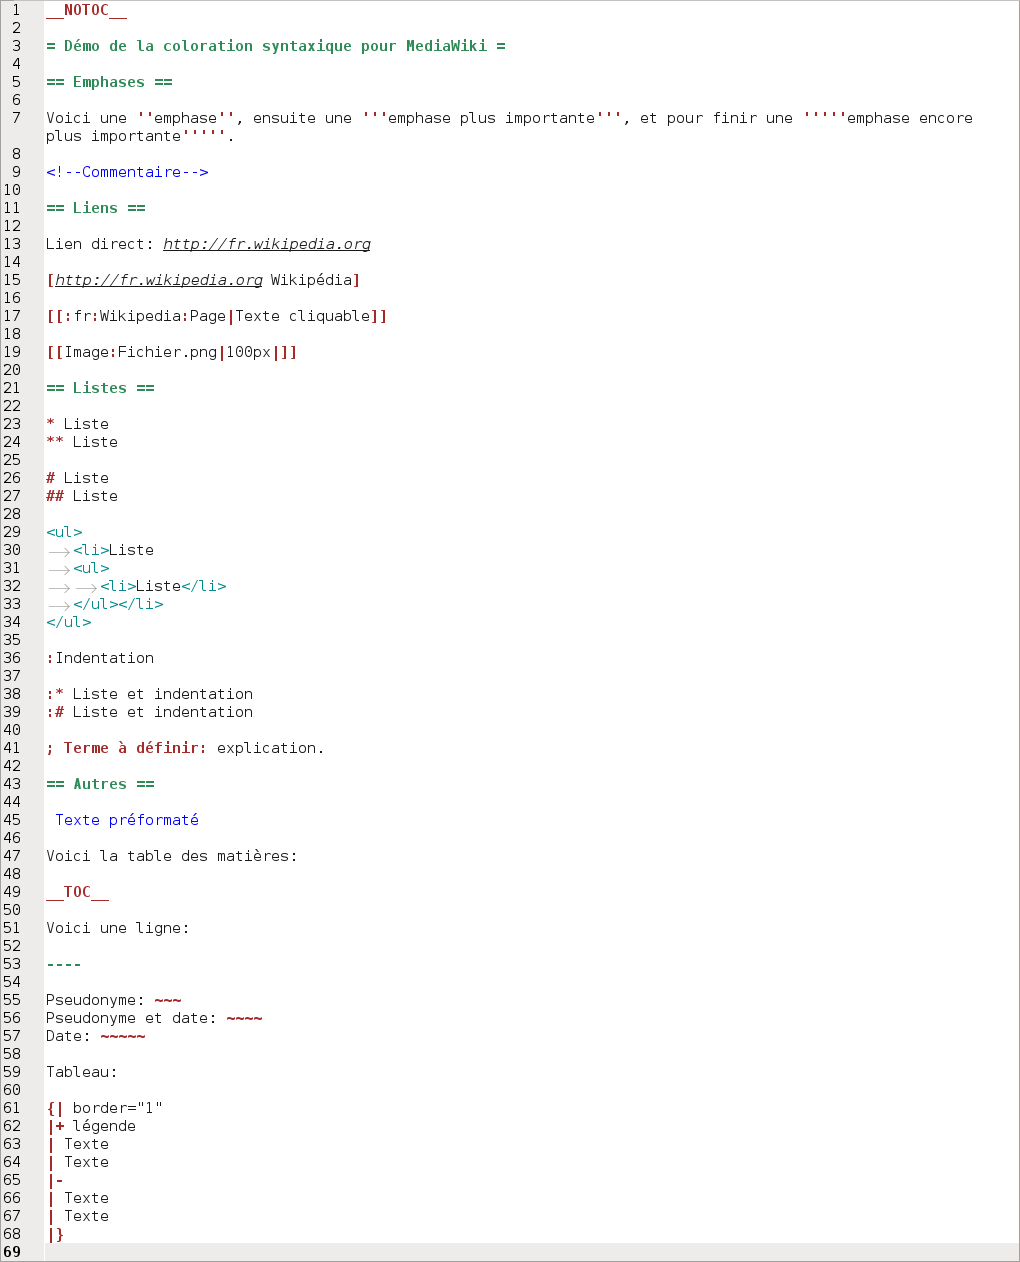 1 __NOTOC__
2
3 = Démo de la coloration syntaxique pour MediaWiki =
4
5 == Emphases ==
6
7 Voici une ''emphase'', ensuite une '''emphase plus importante''', et pour finir une '''''emphase encore
plus importante'''''.
8
9 <!--Commentaire-->
10
11 == Liens ==
12
13 Lien direct: http://fr.wikipedia.org
14
15 [http://fr.wikipedia.org Wikipédia]
16
17 [[:fr:Wikipedia:Page|Texte cliquable]]
18
19 [[Image:Fichier.png|100px|]]
20
21 == Listes ==
22
23 * Liste
24 ** Liste
25
26 # Liste
27 ## Liste
28
29 <ul>
30 →<li>Liste
31 →<ul>
32 →→<li>Liste</li>
33 →</ul></li>
34 </ul>
35
36 :Indentation
37
38 :* Liste et indentation
39 :# Liste et indentation
40
41 ; Terme à définir: explication.
42
43 == Autres ==
44
45  Texte préformaté
46
47 Voici la table des matières:
48
49 __TOC__
50
51 Voici une ligne:
52
53 ----
54
55 Pseudonyme: ~~~
56 Pseudonyme et date: ~~~~
57 Date: ~~~~~
58
59 Tableau:
60
61 {| border="1"
62 |+ légende
63 | Texte
64 | Texte
65 |-
66 | Texte
67 | Texte
68 |}
69